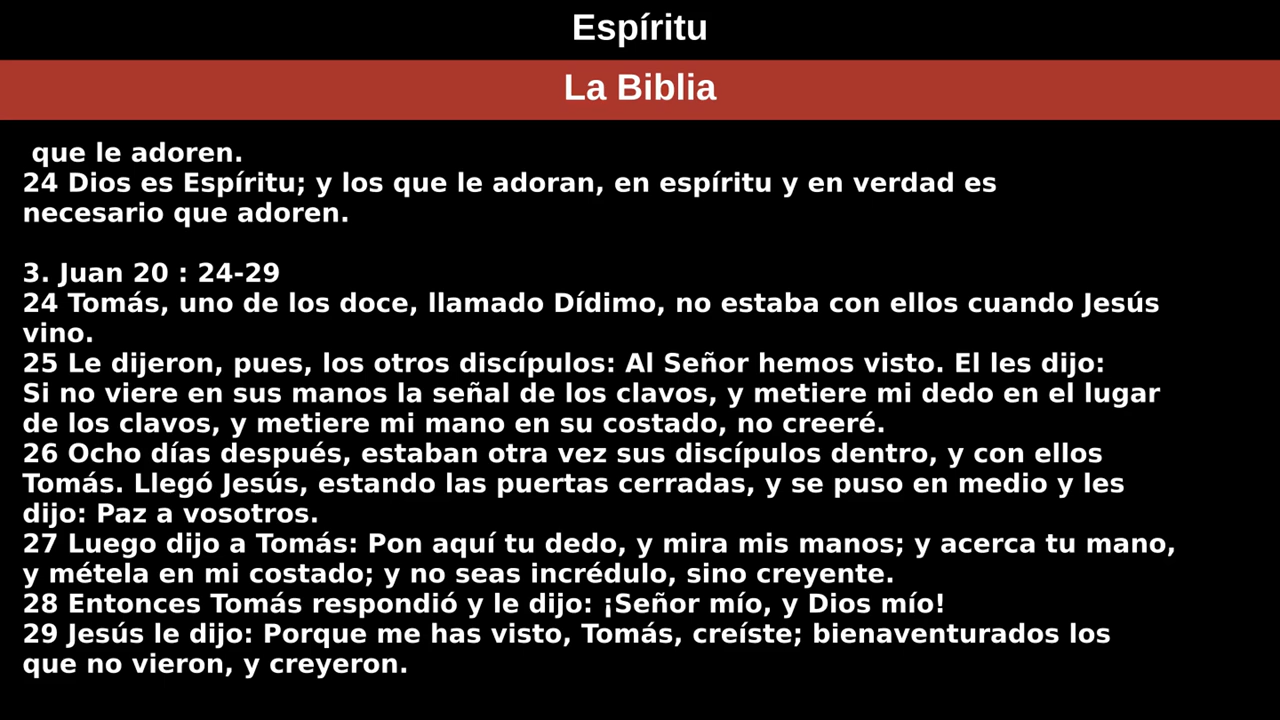 Espíritu
La Biblia
que le adoren.
24 Dios es Espíritu; y los que le adoran, en espíritu y en verdad es
necesario que adoren.
3. Juan 20 : 24-29
24 Tomás, uno de los doce, llamado Dídimo, no estaba con ellos cuando Jesús
vino.
25 Le dijeron, pues, los otros discípulos: Al Señor hemos visto. El les dijo:
Si no viere en sus manos la señal de los clavos, y metiere mi dedo en el lugar
de los clavos, y metiere mi mano en su costado, no creeré.
26 Ocho días después, estaban otra vez sus discípulos dentro, y con ellos
Tomás. Llegó Jesús, estando las puertas cerradas, y se puso en medio y les
dijo: Paz a vosotros.
27 Luego dijo a Tomás: Pon aquí tu dedo, y mira mis manos; y acerca tu mano,
y métela en mi costado; y no seas incrédulo, sino creyente.
28 Entonces Tomás respondió y le dijo: ¡Señor mío, y Dios mío!
29 Jesús le dijo: Porque me has visto, Tomás, creíste; bienaventurados los
que no vieron, y creyeron.